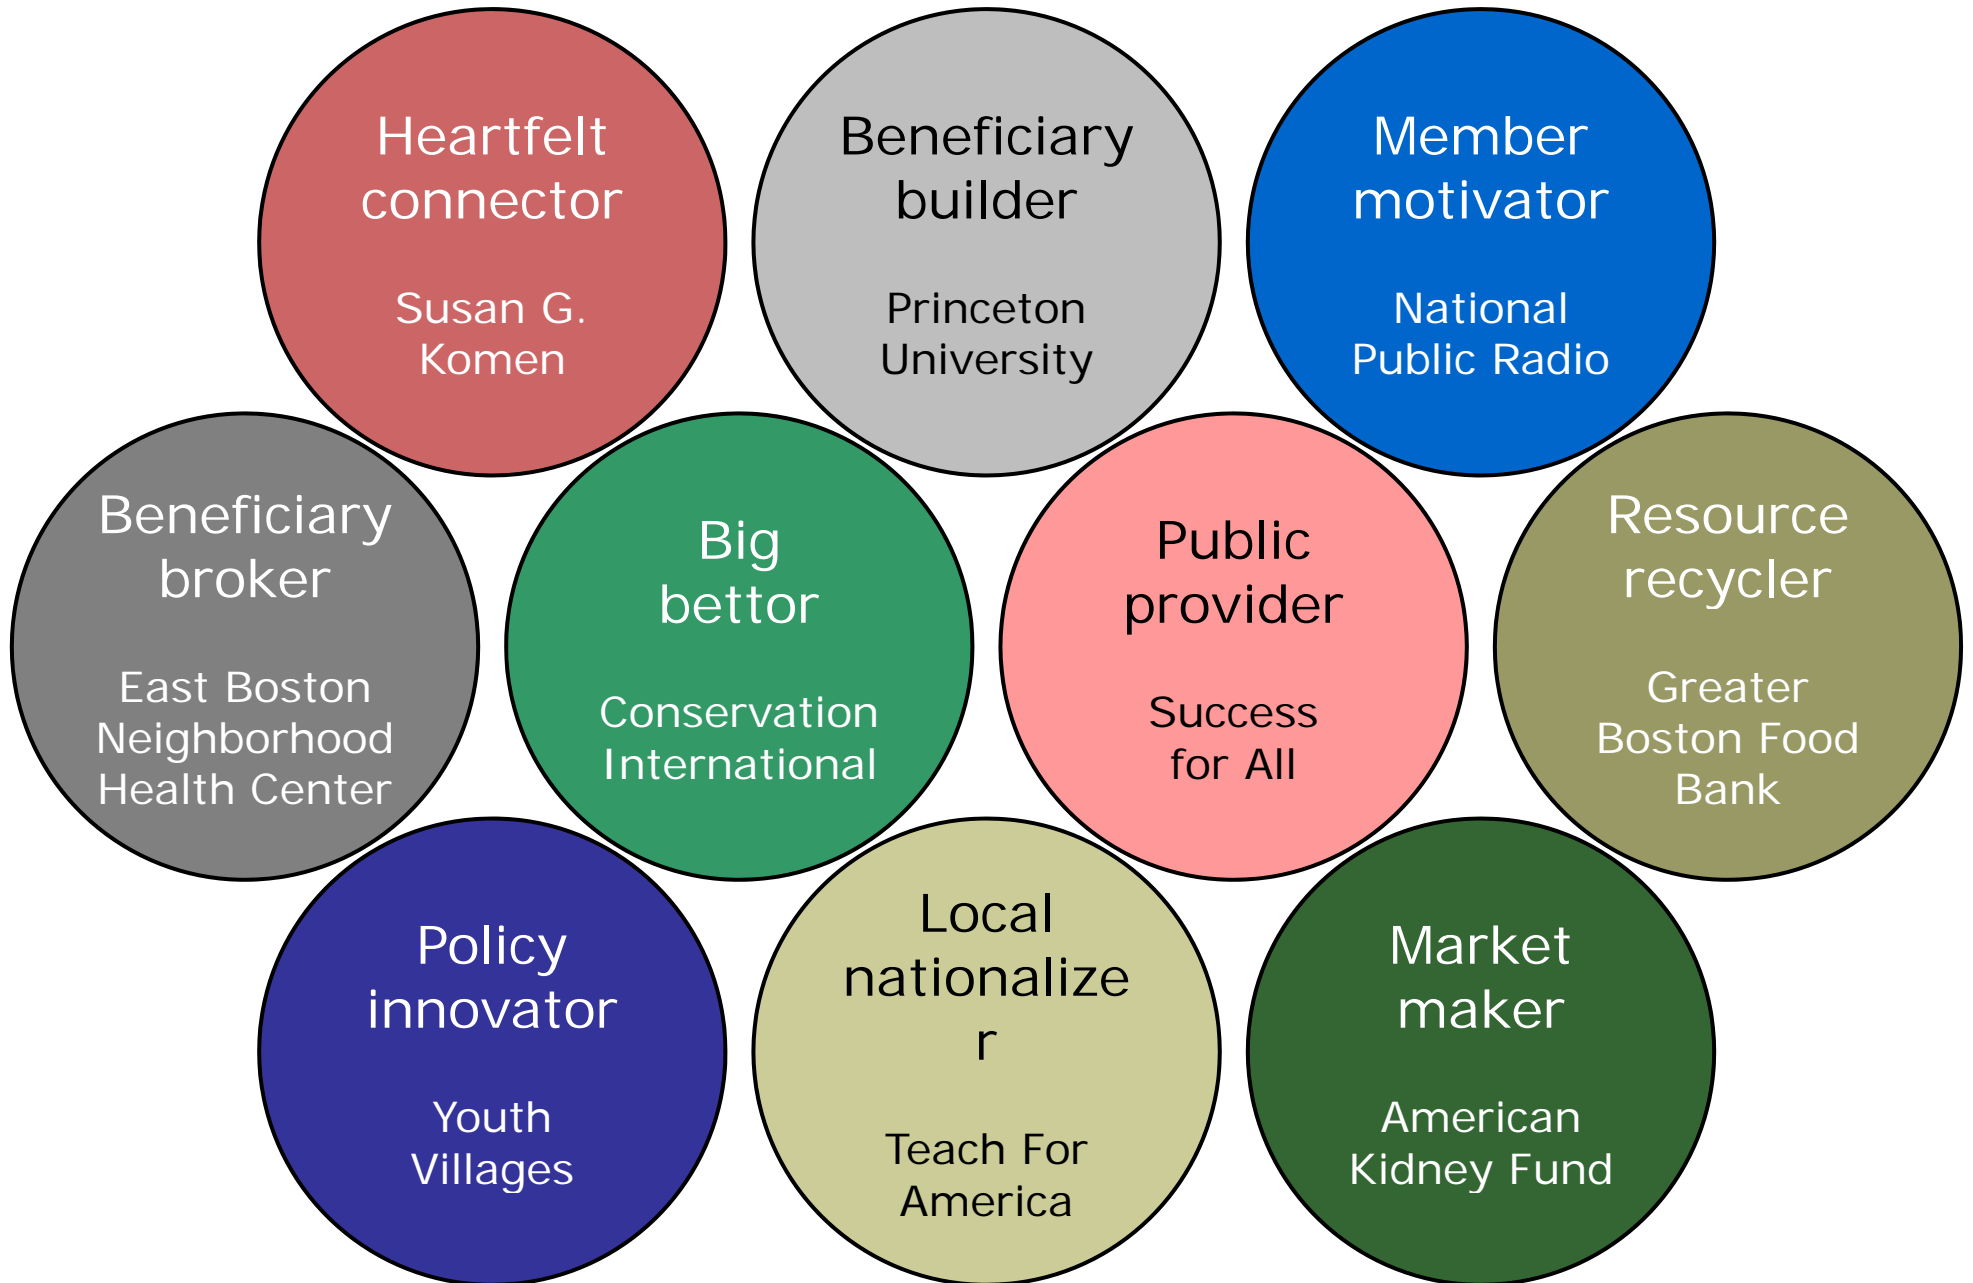 Heartfelt
connector
Susan G.
Komen
Beneficiary
builder
Princeton
University
Member
motivator
National
Public Radio
Beneficiary
broker
East Boston
Neighborhood
Health Center
Big
bettor
Conservation
International
Public
provider
Success
for All
Resource
recycler
Greater
Boston Food
Bank
Policy
innovator
Youth
Villages
Local
nationalize
r
Teach For
America
Market
maker
American
Kidney Fund